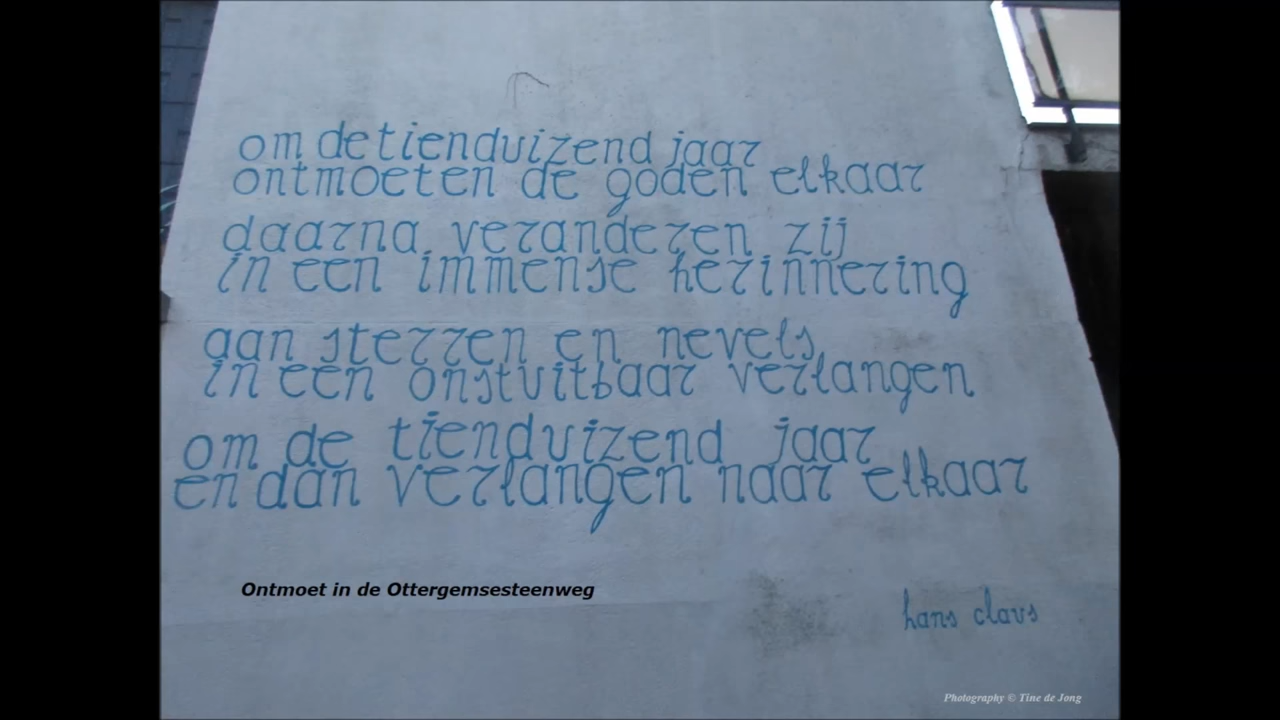 om de tienduizend jaar
ontmoeten de goden elkaar
daarna veranderen zij
in een immense herinnering
aan sterren en nevels
in een onstuitbaar verlangen
om de tienduizend jaar
en dan verlangen naar elkaar
Ontmoet in de Ottergemsesteenweg
hans claus
Photography © Tine de Jong